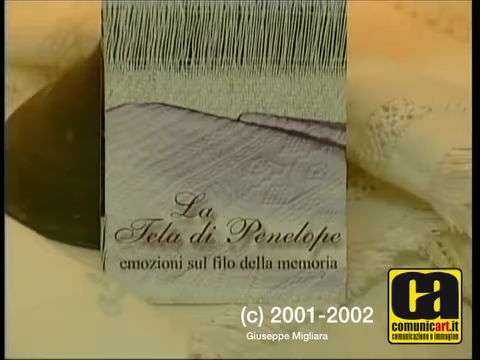 La
Tela di Penelope
emozioni sul filo della memoria
(c) 2001-2002
Giuseppe Migliara
ca
comunicart.it
comunicazione e immagine